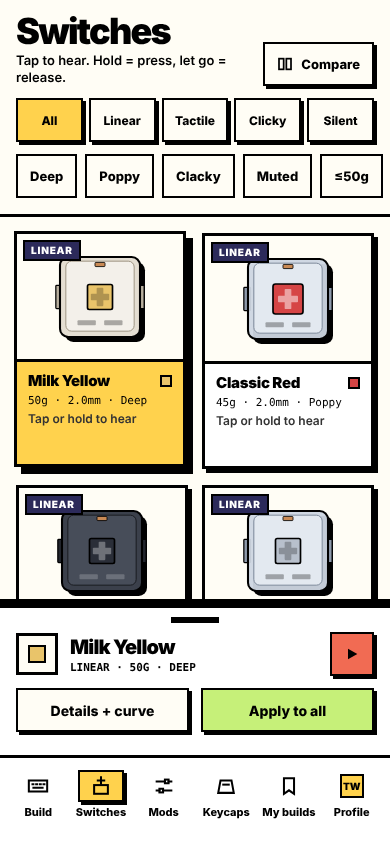 Switches
Tap to hear. Hold = press, let go =
release.
Compare
All Linear Tactile Clicky Silent
Deep Poppy Clacky Muted ≤50g
LINEAR LINEAR
Milk Yellow
50g · 2.0mm · Deep
Tap or hold to hear
Classic Red
45g · 2.0mm · Poppy
Tap or hold to hear
LINEAR LINEAR
Milk Yellow
LINEAR · 50G · DEEP
Details + curve Apply to all
TW
Build Switches Mods Keycaps My builds Profile